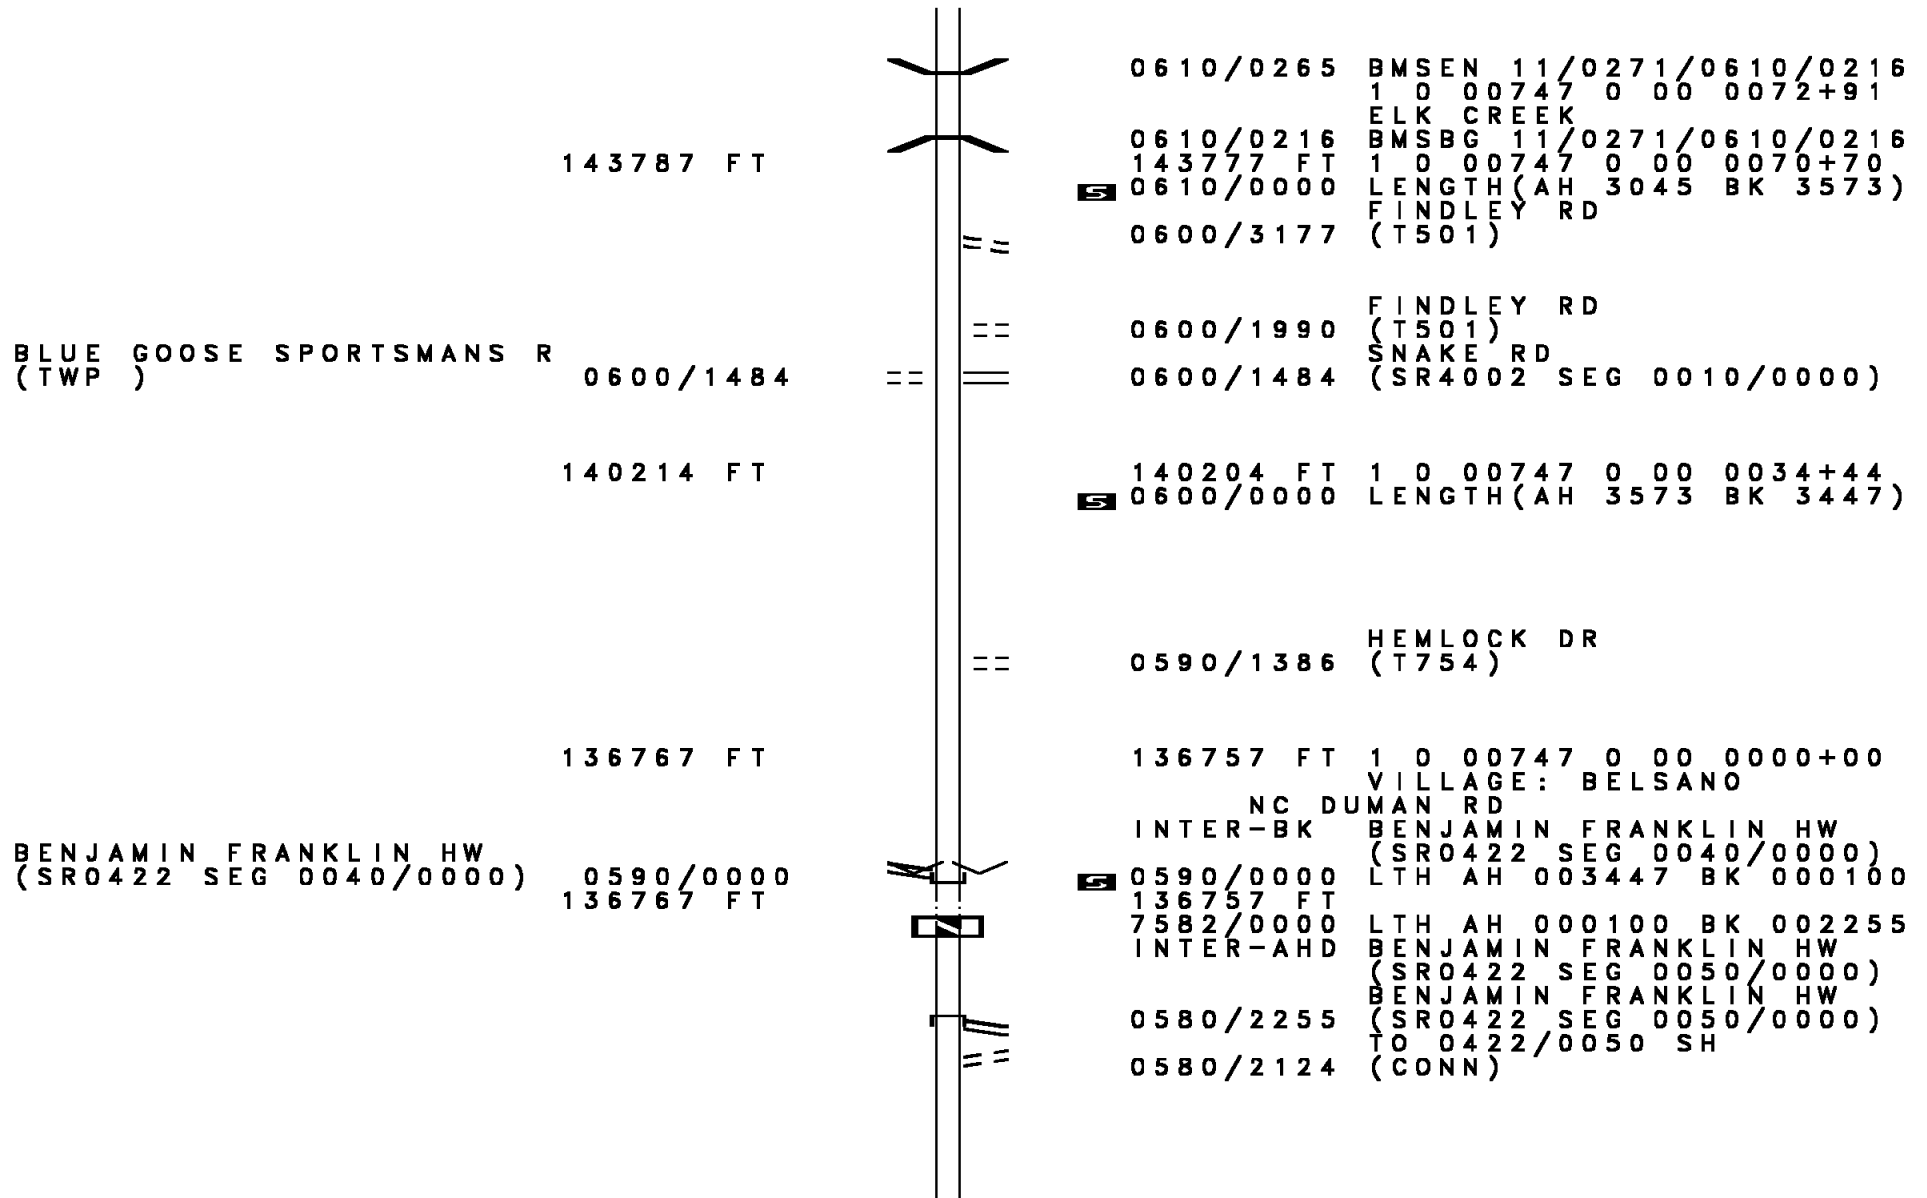 0610/0265 BMSEN 11/0271/0610/0216
1 0 00747 0 00 0072+91
ELK CREEK
0610/0216 BMSBG 11/0271/0610/0216
143787 FT 143777 FT 1 0 00747 0 00 0070+70
S 0610/0000 LENGTH(AH 3045 BK 3573)
FINDLEY RD
0600/3177 (T501)
FINDLEY RD
0600/1990 (T501)
BLUE GOOSE SPORTSMANS R SNAKE RD
(TWP ) 0600/1484 0600/1484 (SR4002 SEG 0010/0000)
140214 FT 140204 FT 1 0 00747 0 00 0034+44
S 0600/0000 LENGTH(AH 3573 BK 3447)
HEMLOCK DR
0590/1386 (T754)
136767 FT 136757 FT 1 0 00747 0 00 0000+00
VILLAGE: BELSANO
NC DUMAN RD
INTER-BK BENJAMIN FRANKLIN HW
BENJAMIN FRANKLIN HW (SR0422 SEG 0040/0000)
(SR0422 SEG 0040/0000) 0590/0000 S 0590/0000 LTH AH 003447 BK 000100
136767 FT 136757 FT
7582/0000 LTH AH 000100 BK 002255
INTER-AHD BENJAMIN FRANKLIN HW
(SR0422 SEG 0050/0000)
BENJAMIN FRANKLIN HW
0580/2255 (SR0422 SEG 0050/0000)
TO 0422/0050 SH
0580/2124 (CONN)